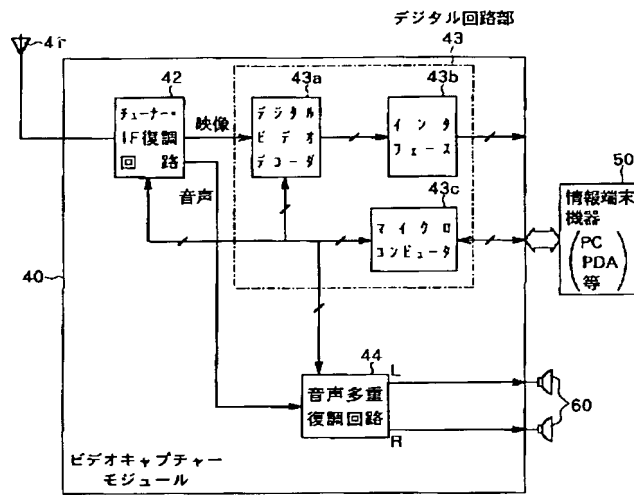 デジタル回路部
41
42
43
43a
43b
チューナー・
IF復調
回路
映像
デジタル
ビデオ
デコーダ
インタ
フェース
音声
43c
マイクロ
コンピュータ
50
情報端末
機器
(PC
PDA
等)
40
44
音声多重
復調回路
L
R
60
ビデオキャプチャー
モジュール